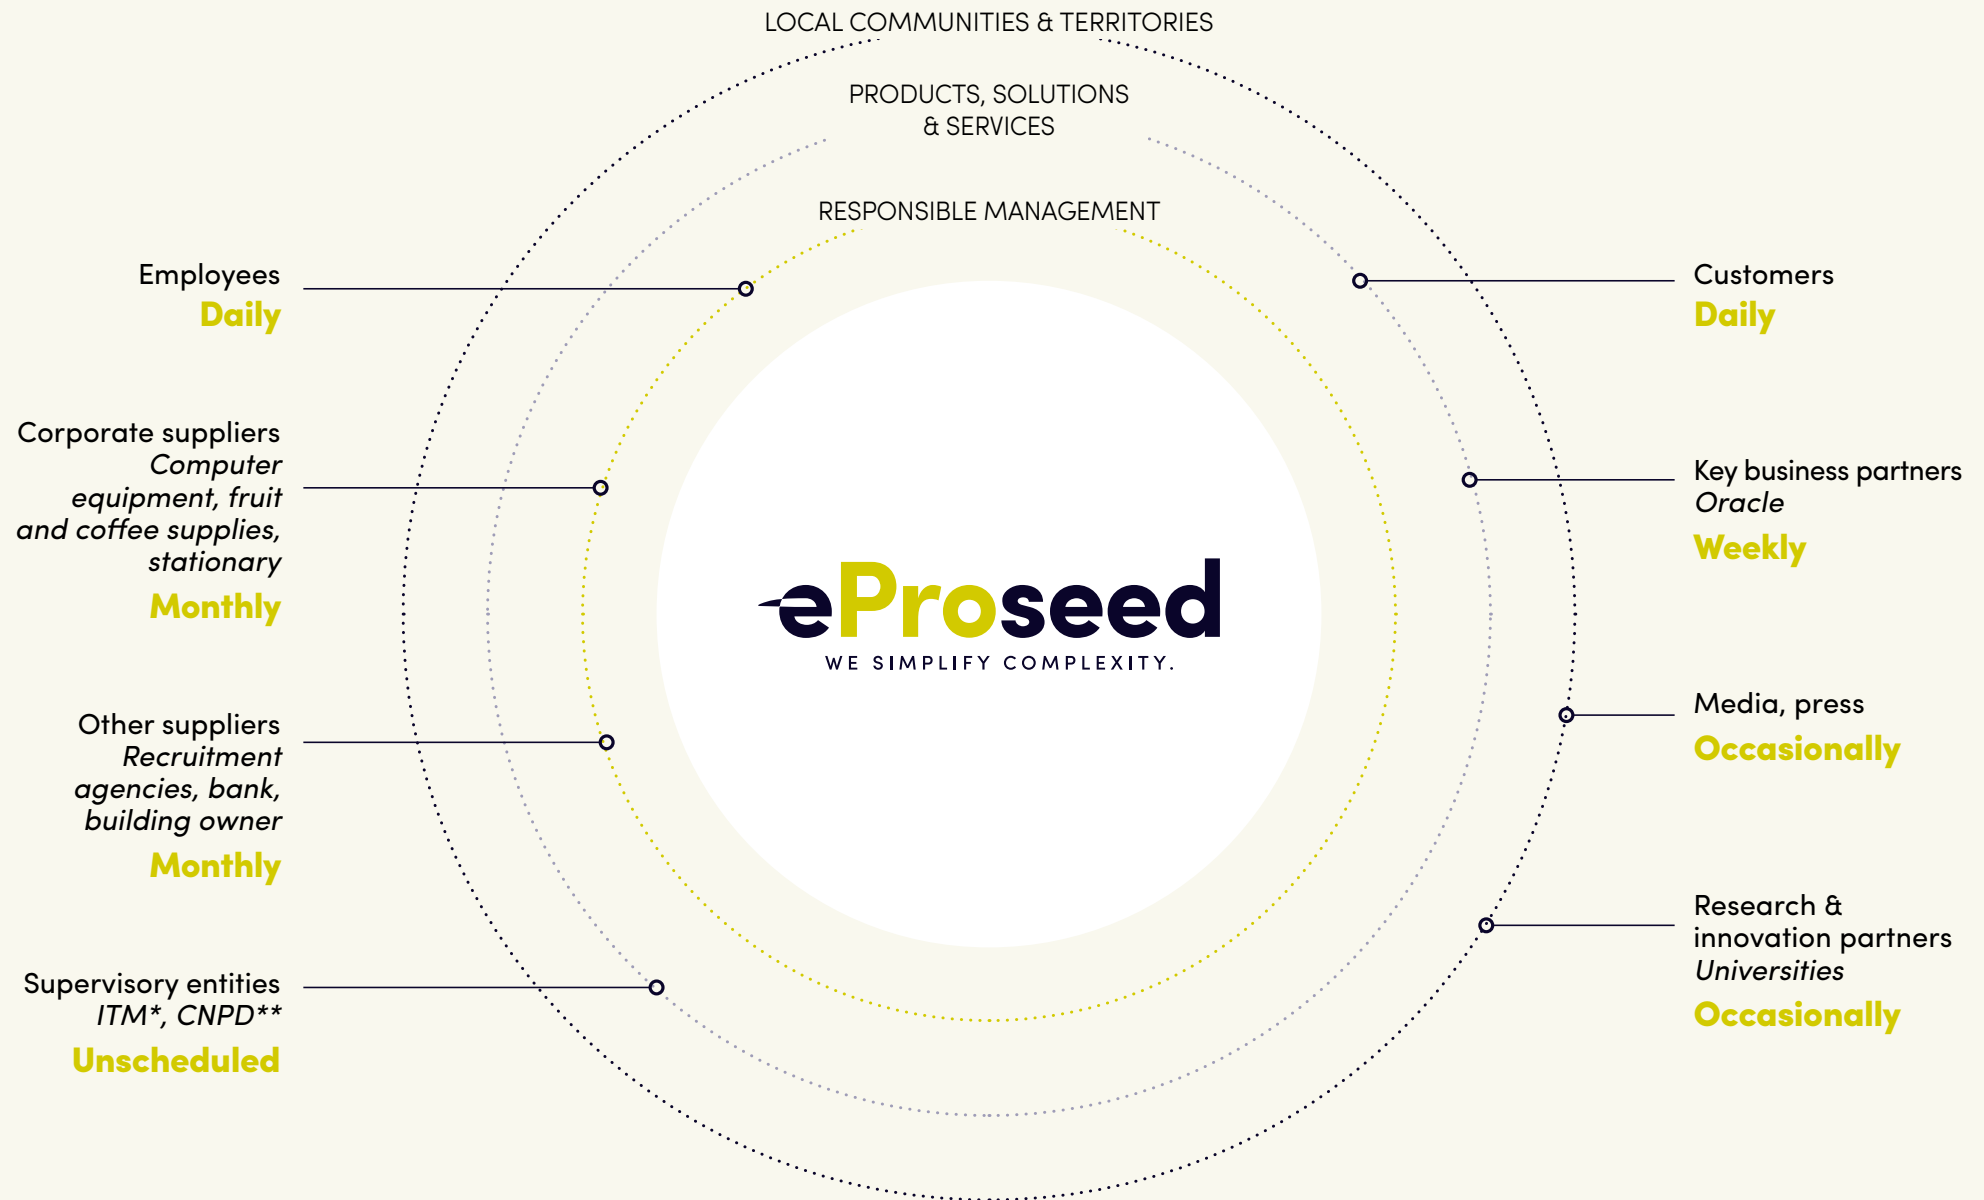 LOCAL COMMUNITIES & TERRITORIES
PRODUCTS, SOLUTIONS
& SERVICES
RESPONSIBLE MANAGEMENT
Employees
Daily
Corporate suppliers
Computer
equipment, fruit
and coffee supplies,
stationary
Monthly
Other suppliers
Recruitment
agencies, bank,
building owner
Monthly
Supervisory entities
ITM*, CNPD**
Unscheduled
eProseed
WE SIMPLIFY COMPLEXITY.
Customers
Daily
Key business partners
Oracle
Weekly
Media, press
Occasionally
Research &
innovation partners
Universities
Occasionally